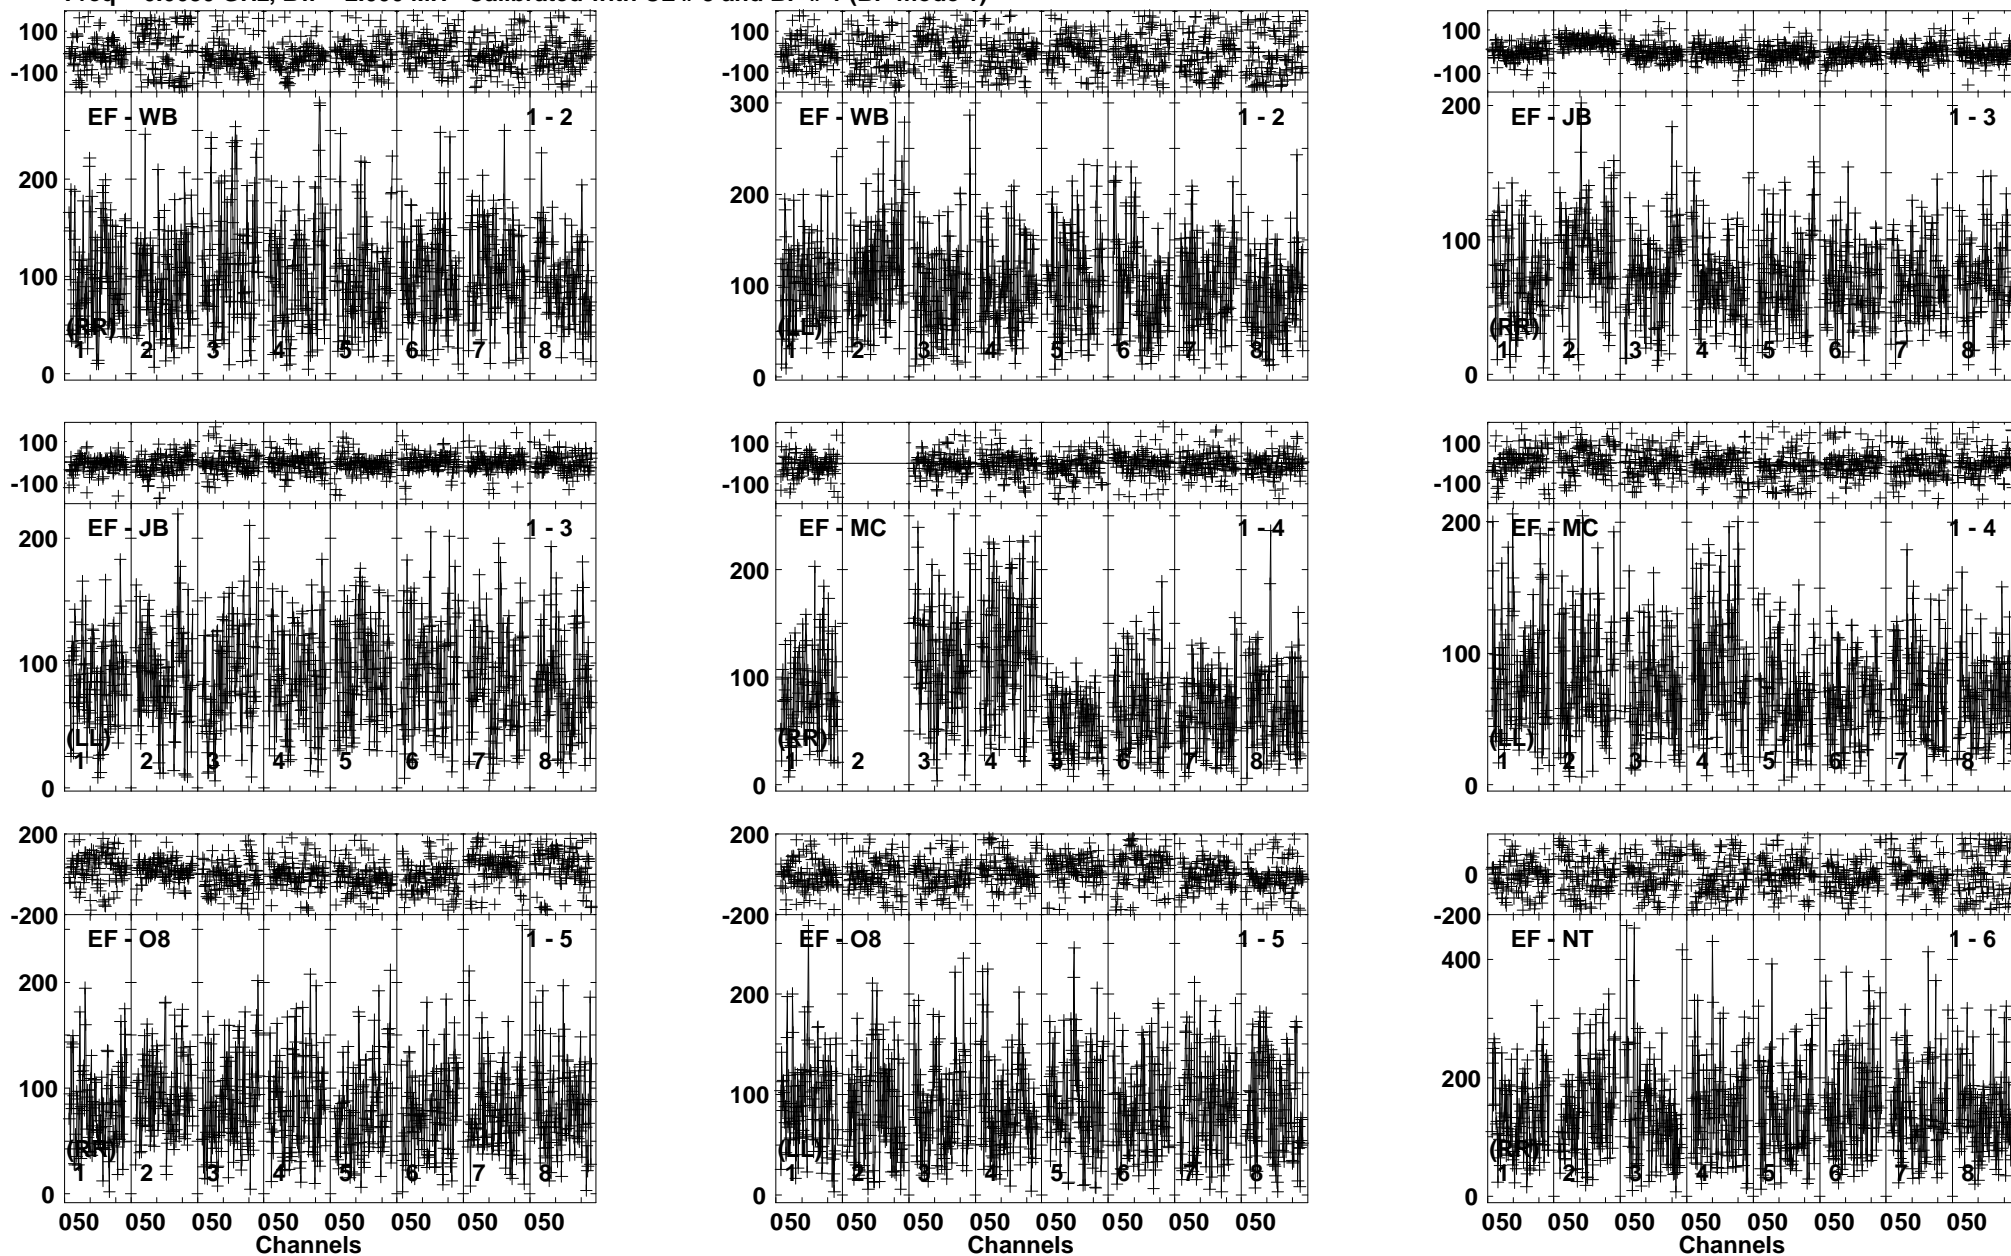 100 100 100
-100 -100 -100
EF - WB 1 - 2 300 EF - WB 1 - 2 200 EF - JB 1 - 3
200 200
100 100 100
(RR) (LL) (RR)
1 2 3 4 5 6 7 8 1 2 3 4 5 6 7 8 1 2 3 4 5 6 7 8
0 0 0
100 100 100
-100 -100 -100
EF - JB 1 - 3 EF - MC 1 - 4 200 EF - MC 1 - 4
200 200
100 100 100
(LL) (RR) (LL)
1 2 3 4 5 6 7 8 1 2 3 4 5 6 7 8 1 2 3 4 5 6 7 8
0 0 0
200 200 0
-200 -200 -200
EF - O8 1 - 5 EF - O8 1 - 5 EF - NT 1 - 6
200 200 400
100 100 200
(RR) (LL) (RR)
1 2 3 4 5 6 7 8 1 2 3 4 5 6 7 8 1 2 3 4 5 6 7 8
0 0 0
050 050 050 050 050 050 050 050 050 050 050 050 050 050 050 050 050 050 050 050 050 050 050 050
Channels Channels Channels